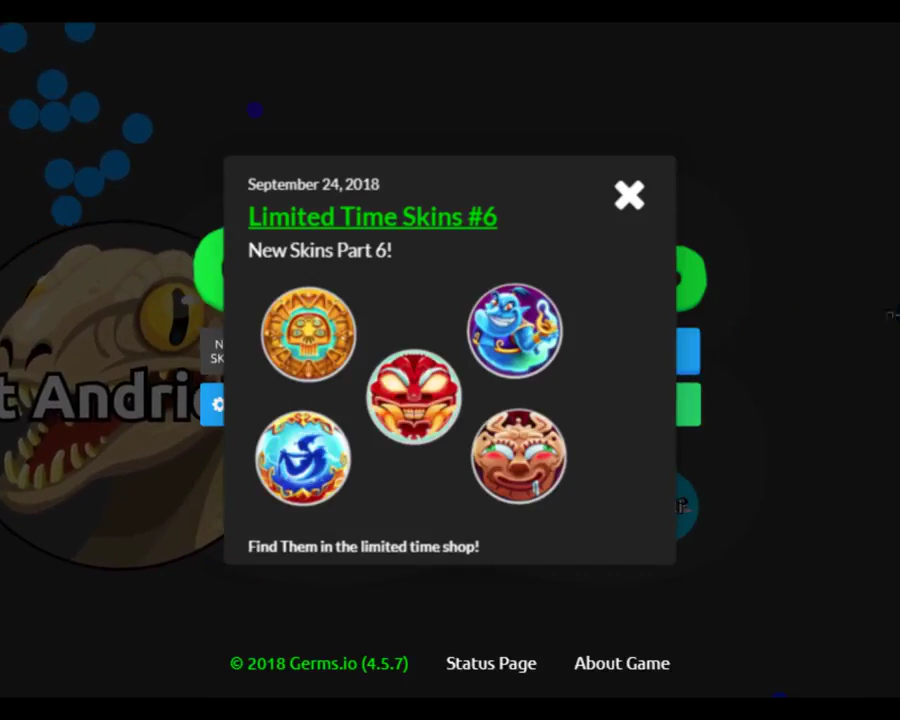 September 24, 2018
Limited Time Skins #6
New Skins Part 6!
t Andri
Find Them in the limited time shop!
© 2018 Germs.io (4.5.7)
Status Page
About Game